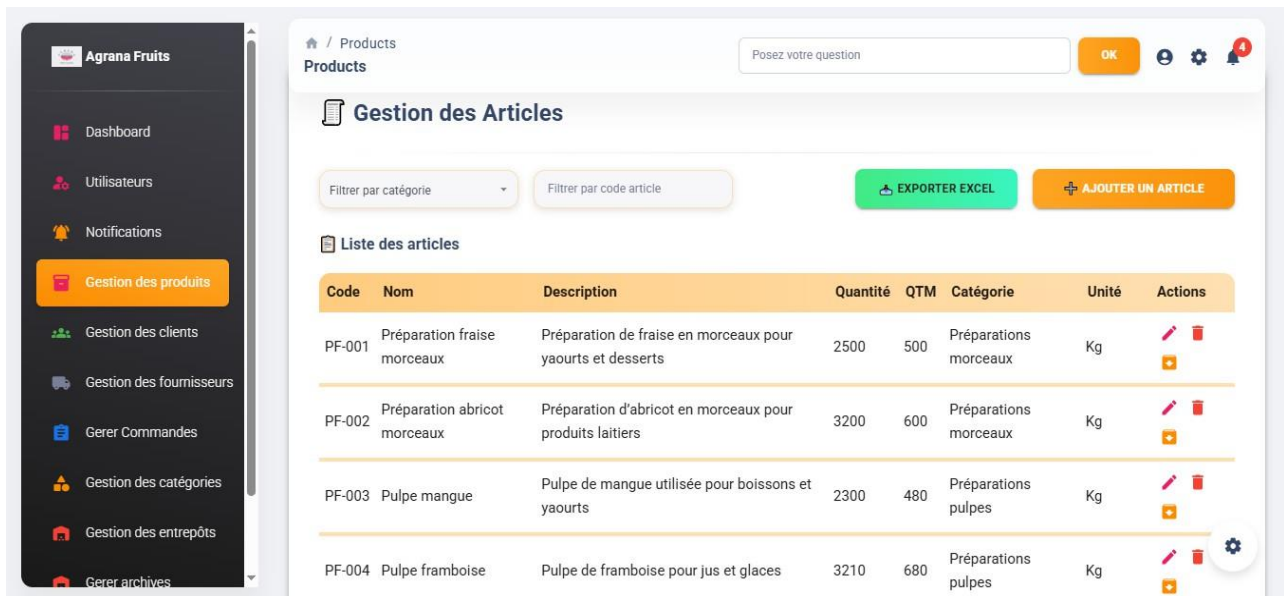 Agrana Fruits
Dashboard
Utilisateurs
Notifications
Gestion des produits
Gestion des clients
Gestion des fournisseurs
Gerer Commandes
Gestion des catégories
Gestion des entrepôts
Gerer archives
/ Products
Products
Posez votre question
OK
4
Gestion des Articles
Filtrer par catégorie
Filtrer par code article
EXPORTER EXCEL
AJOUTER UN ARTICLE
Liste des articles
Code Nom Description Quantité QTM Catégorie Unité Actions
PF-001 Préparation fraise morceaux Préparation de fraise en morceaux pour yaourts et desserts 2500 500 Préparations morceaux Kg
PF-002 Préparation abricot morceaux Préparation d'abricot en morceaux pour produits laitiers 3200 600 Préparations morceaux Kg
PF-003 Pulpe mangue Pulpe de mangue utilisée pour boissons et yaourts 2300 480 Préparations pulpes Kg
PF-004 Pulpe framboise Pulpe de framboise pour jus et glaces 3210 680 Préparations pulpes Kg